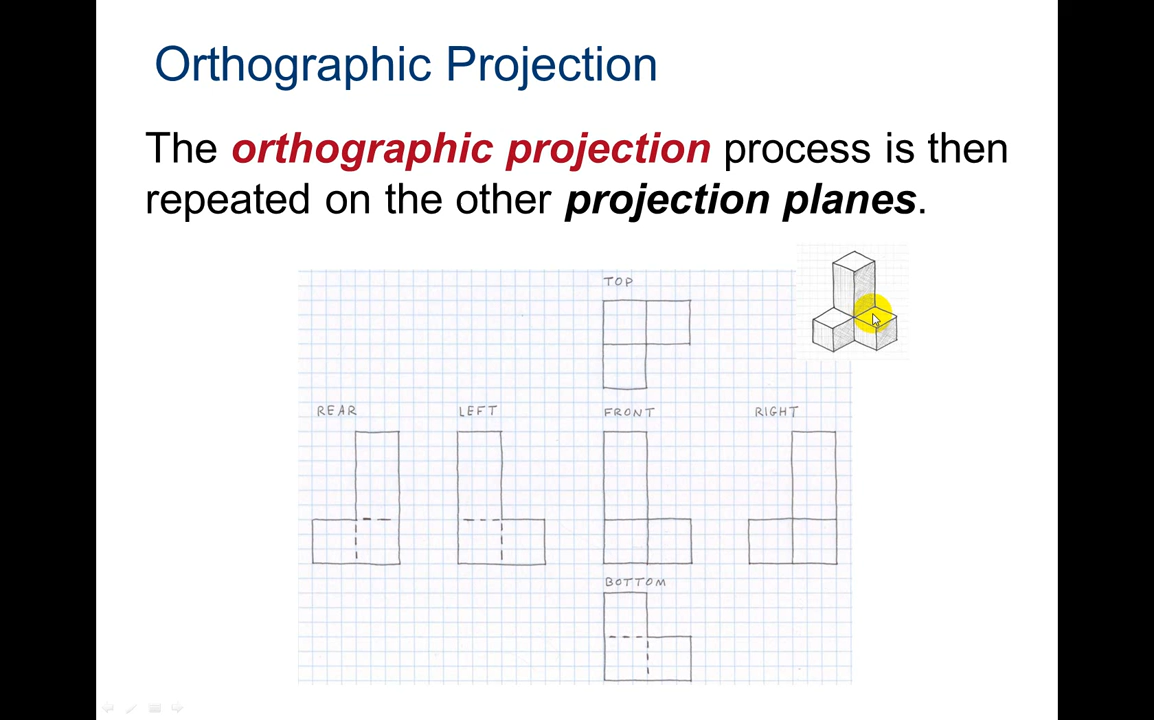 Orthographic Projection
The orthographic projection process is then
repeated on the other projection planes.
TOP
REAR
LEFT
FRONT
RIGHT
BOTTOM